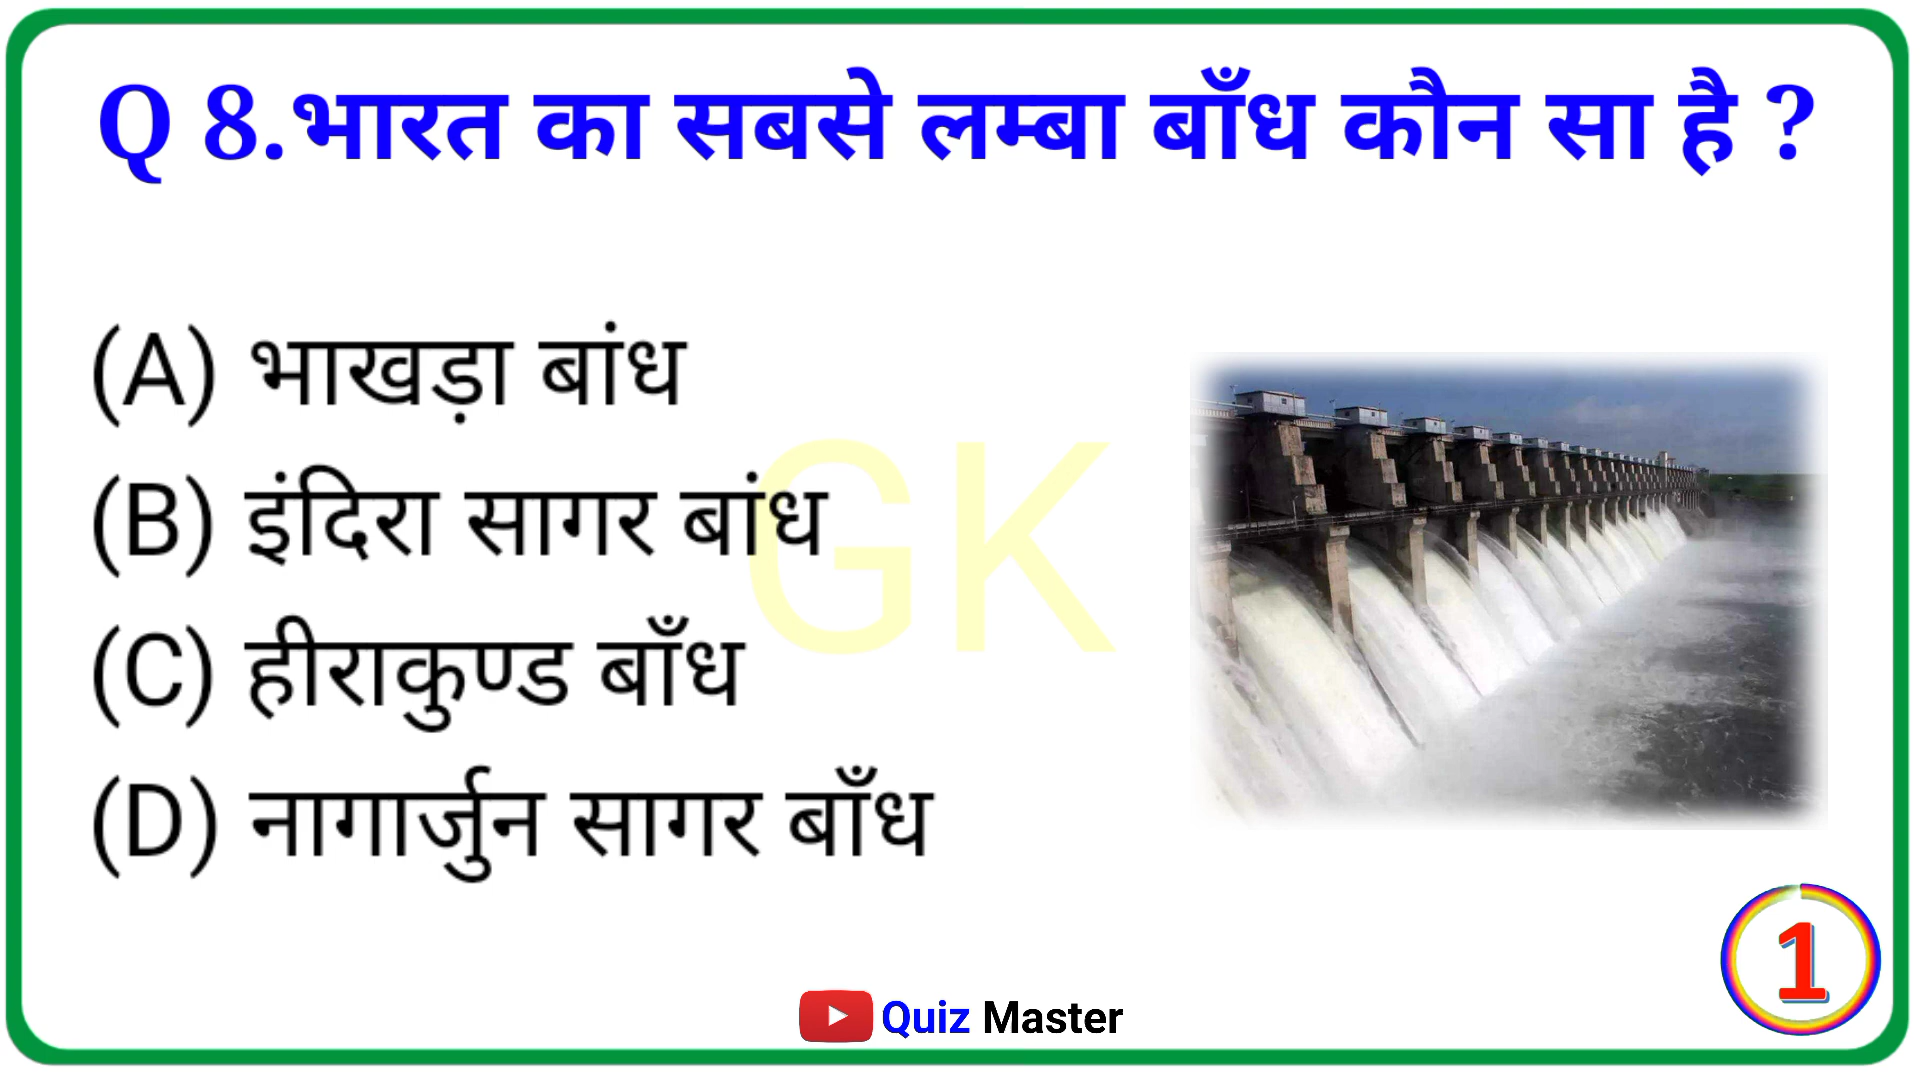 Q 8.भारत का सबसे लम्बा बाँध कौन सा है ?
(A) भाखड़ा बांध
(B) इंदिरा सागर बांध
(C) हीराकुण्ड बाँध
(D) नागार्जुन सागर बाँध
GK
1
Quiz Master